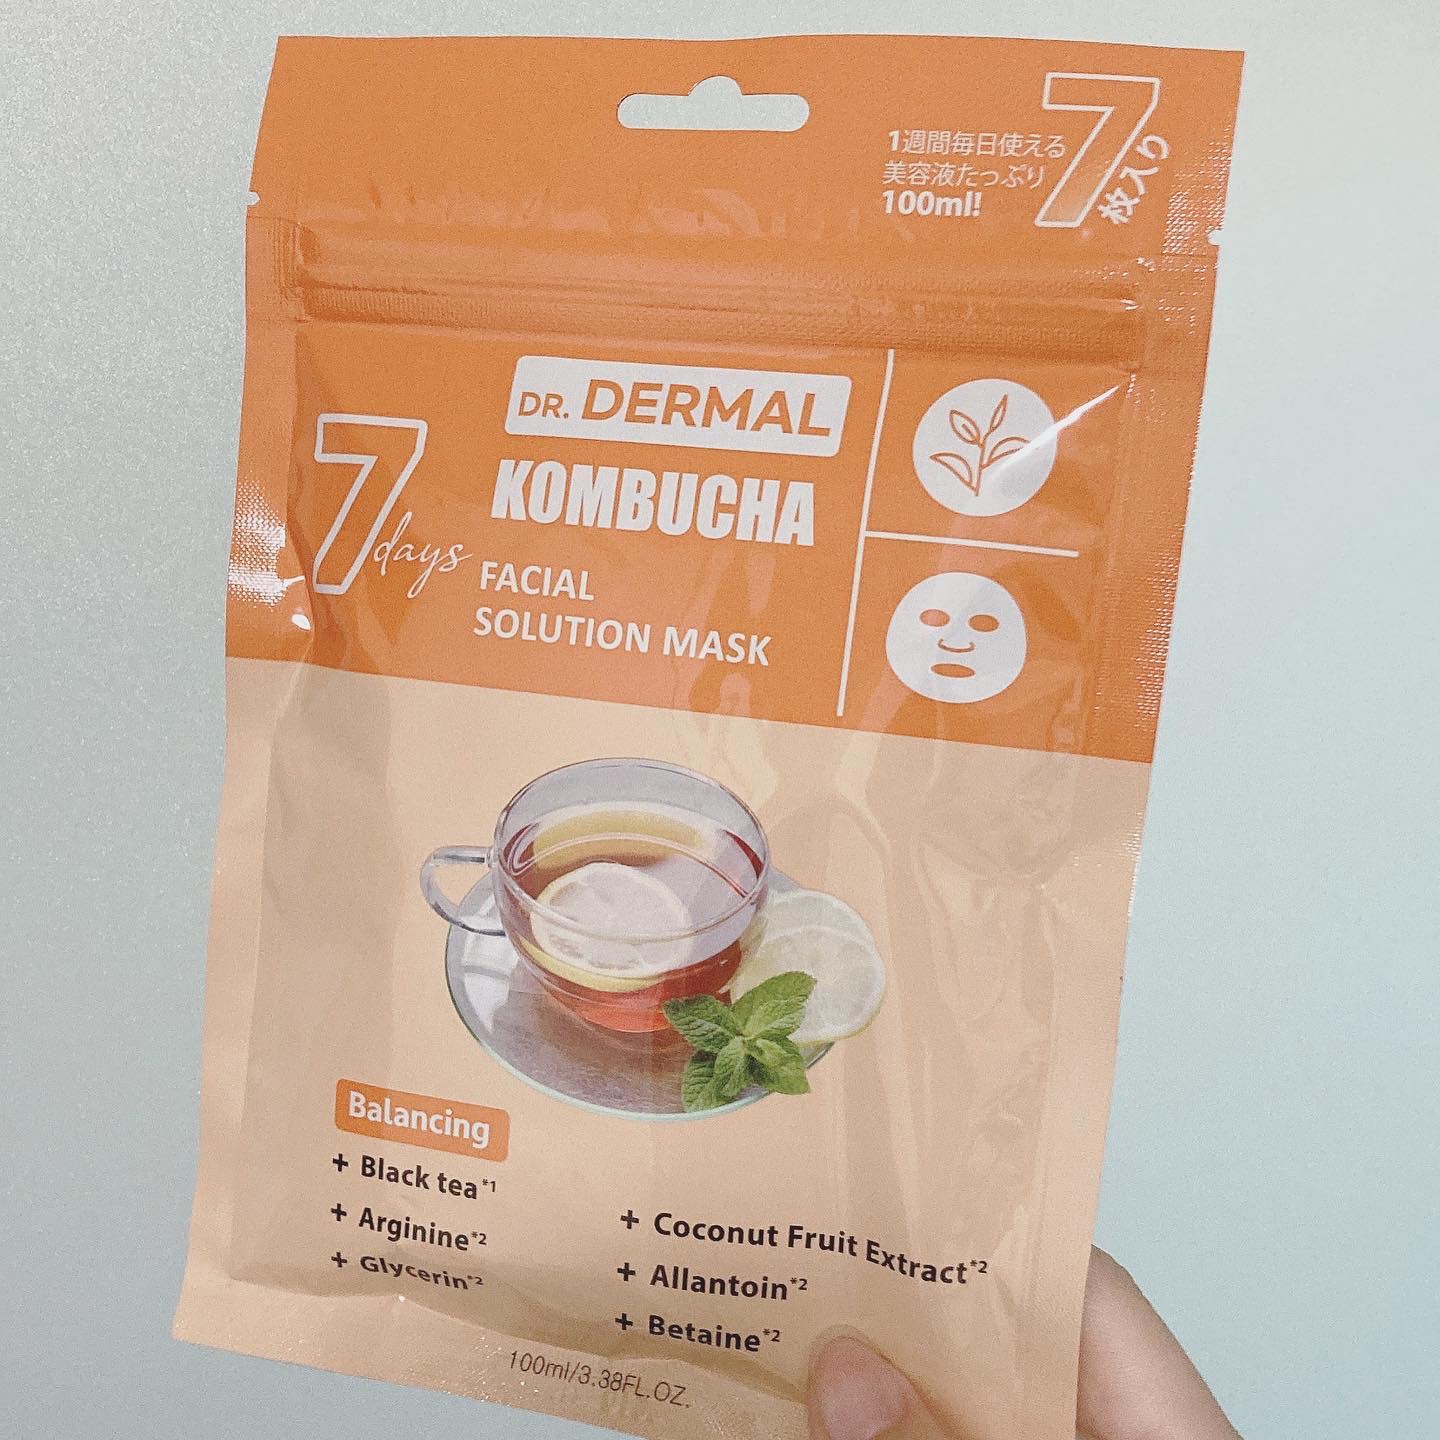 1週間毎日使える
美容液たっぷり
100ml!
7
枚入り
DR. DERMAL
7days
KOMBUCHA
FACIAL
SOLUTION MASK
Balancing
+ Black tea*1
+ Arginine*2
+ Glycerin*2
+ Coconut Fruit Extract*2
+ Allantoin*2
+ Betaine*2
100ml/3.38FL.OZ.